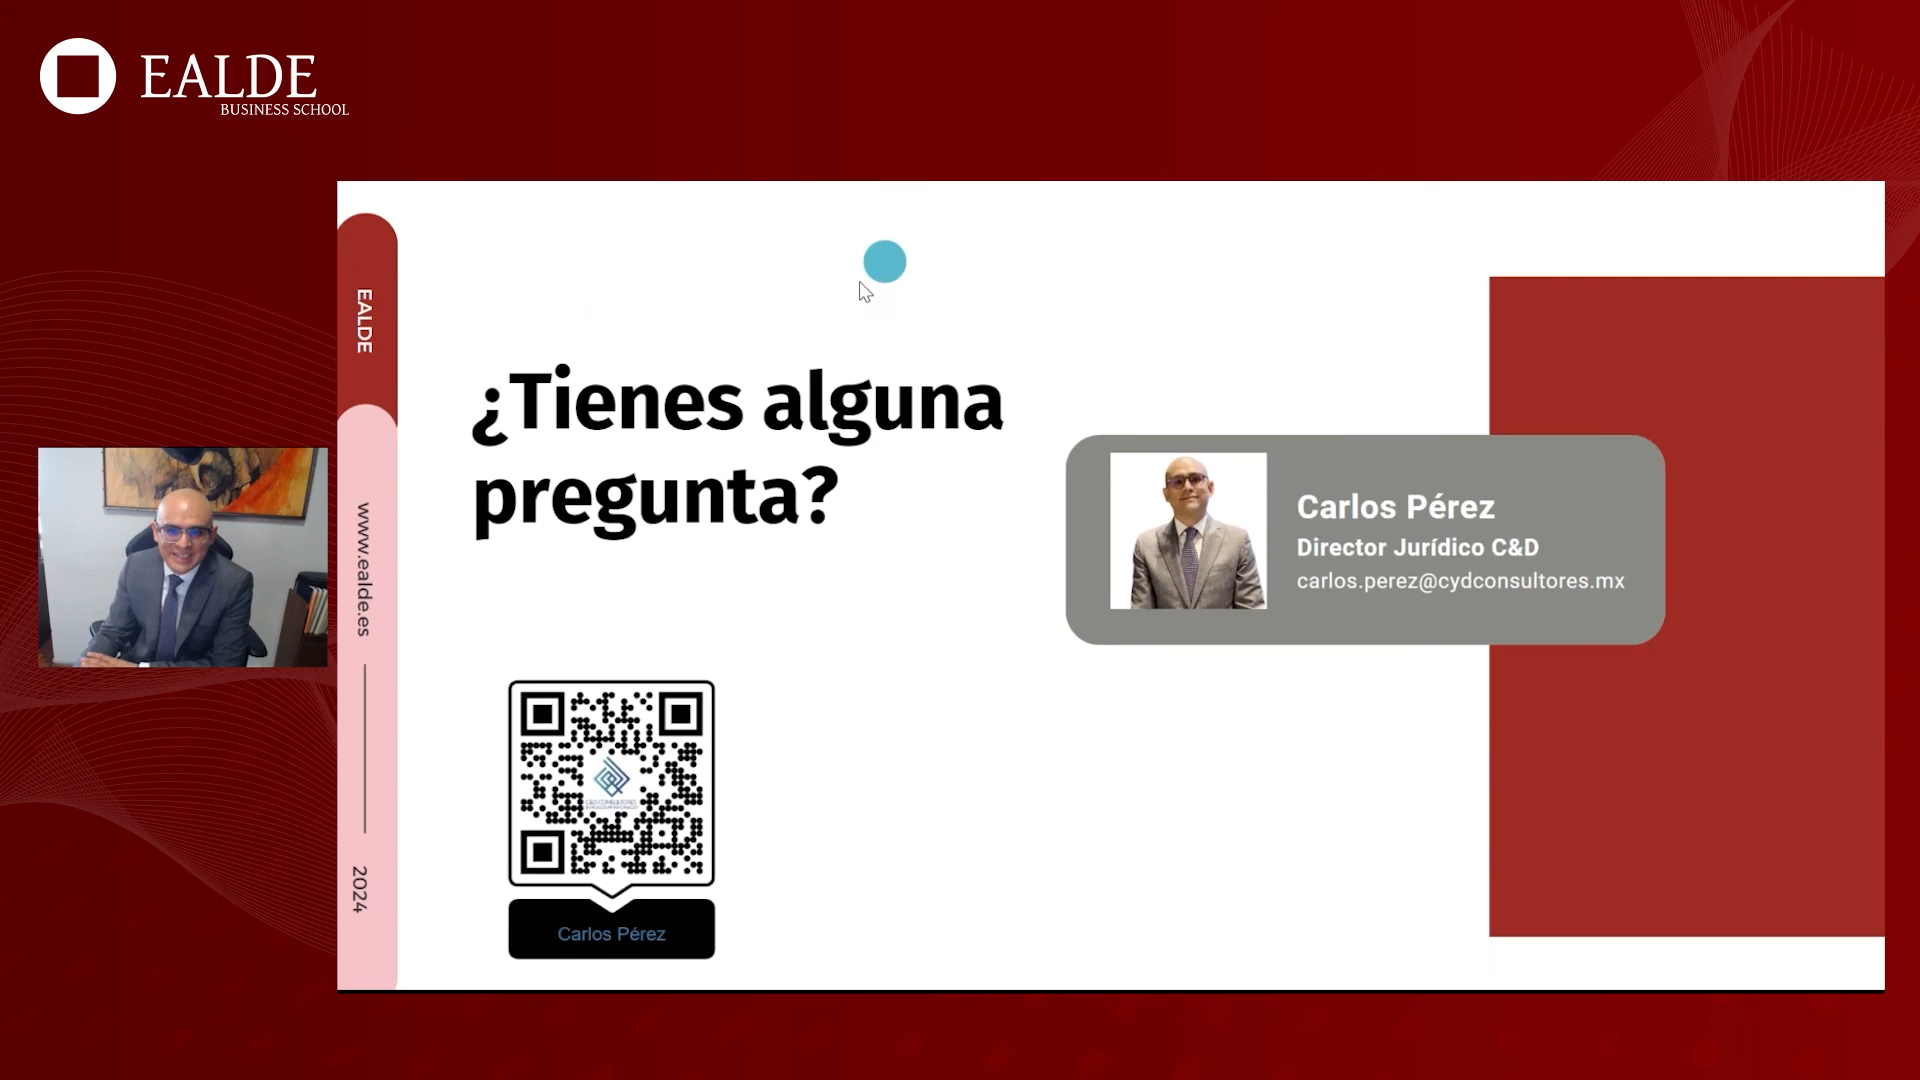 EALDE
BUSINESS SCHOOL
EALDE
www.ealde.es
2024
¿Tienes alguna
pregunta?
Carlos Pérez
Director Jurídico C&D
carlos.perez@cydconsultores.mx
C&D CONSULTORES
Carlos Pérez